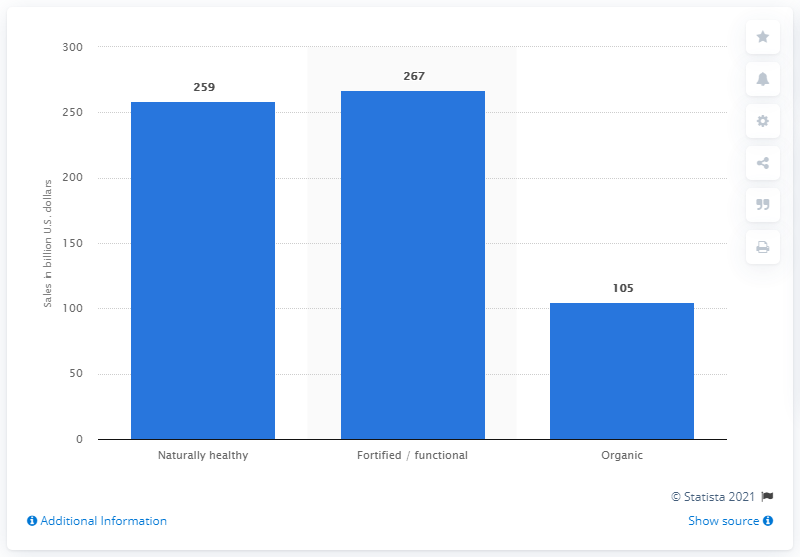 300
250
200
150
100
50
0
Sales in billion U.S. dollars
259
267
105
Naturally healthy
Fortified / functional
Organic
© Statista 2021
Additional Information
Show source